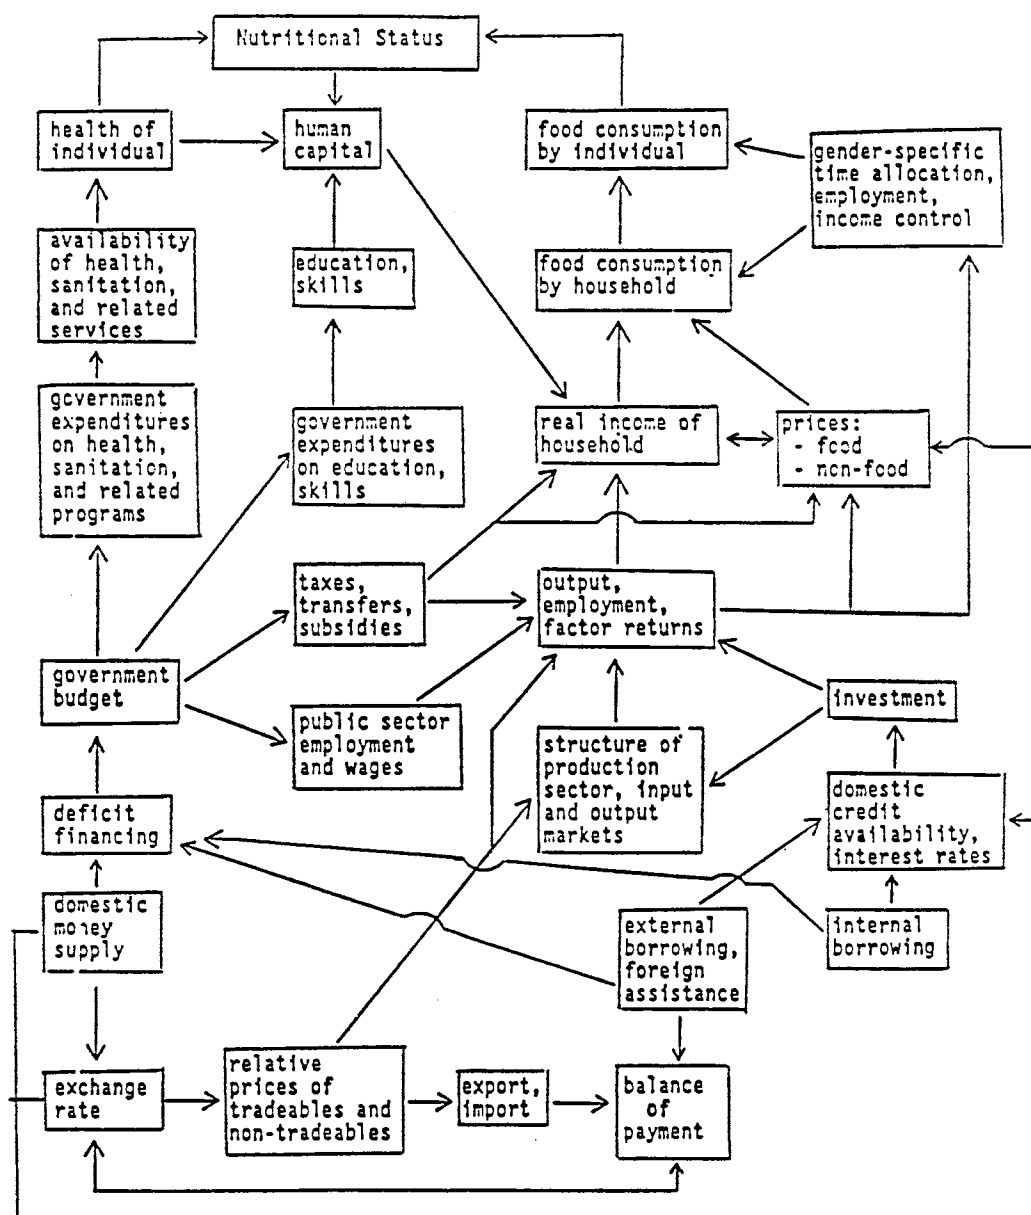 Nutritional Status
health of
individual
human
capital
food consumption
by individual
gender-specific
time allocation,
employment,
income control
availability
of health,
sanitation,
and related
services
education,
skills
food consumption
by household
government
expenditures
on health,
sanitation,
and related
programs
government
expenditures
on education,
skills
real income of
household
prices:
- food
- non-food
taxes,
transfers,
subsidies
output,
employment,
factor returns
government
budget
public sector
employment
and wages
structure of
production
sector, input
and output
markets
investment
deficit
financing
domestic
credit
availability,
interest rates
domestic
money
supply
external
borrowing,
foreign
assistance
internal
borrowing
exchange
rate
relative
prices of
tradeables and
non-tradeables
export,
import
balance
of
payment